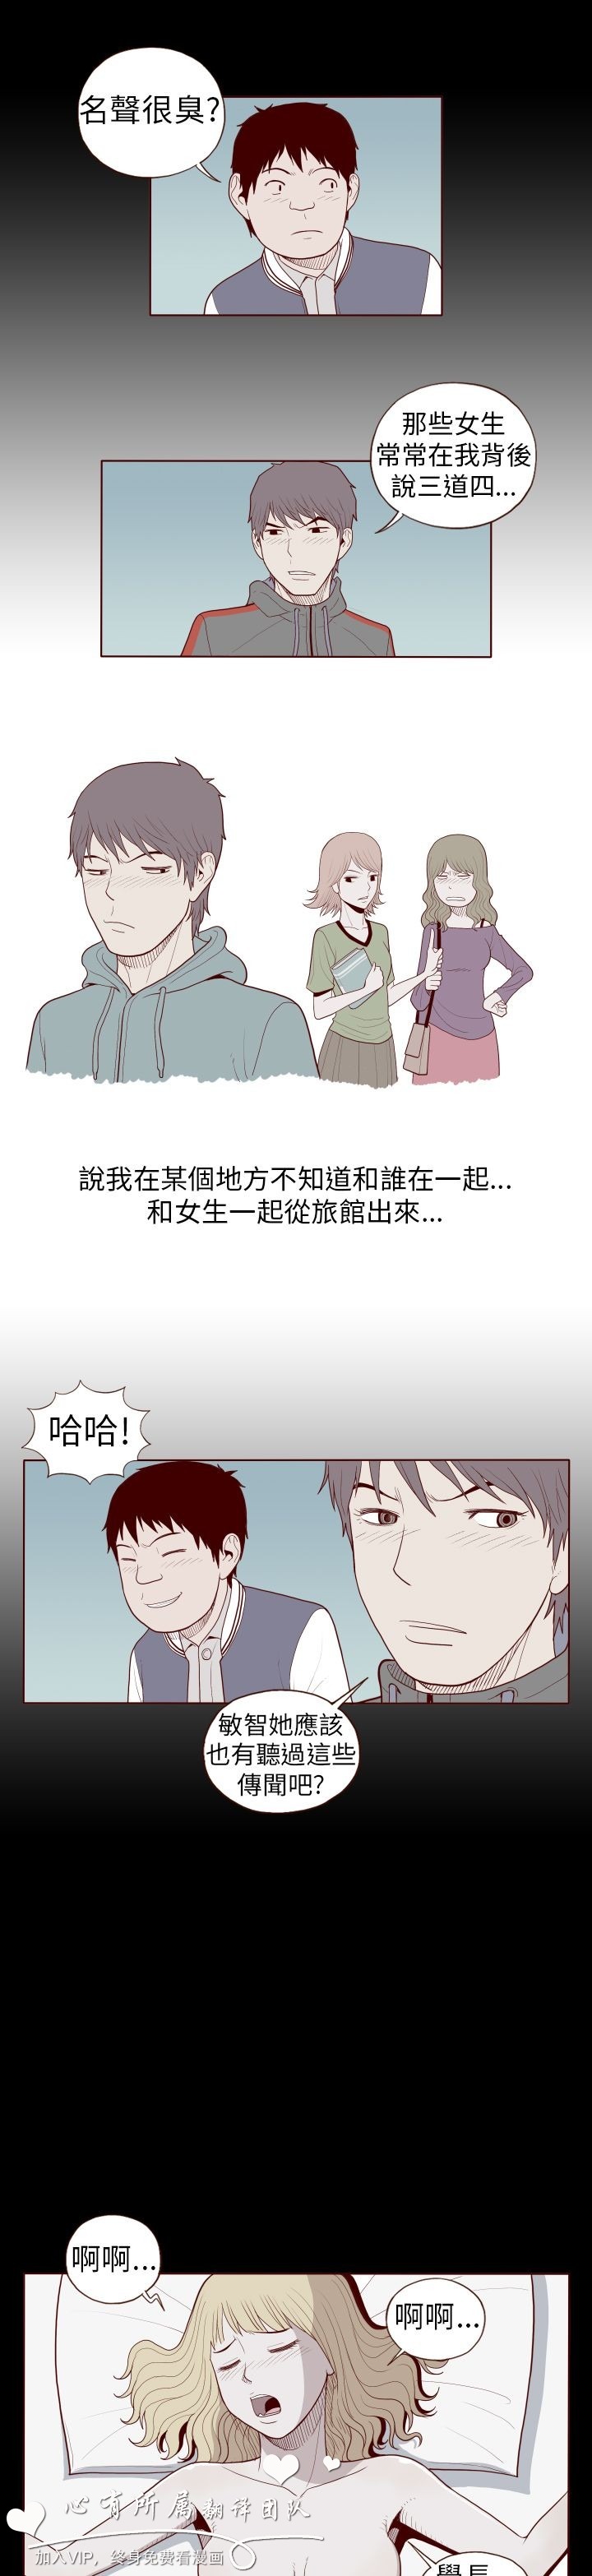 名聲很臭?
那些女生
常常在我背後
說三道四...
說我在某個地方不知道和誰在一起...
和女生一起從旅館出來...
哈哈!
敏智她應該
也有聽過這些
傳聞吧?
啊啊...
啊啊...
心有所属翻译团队
加入VIP，终身免费看漫画
學長